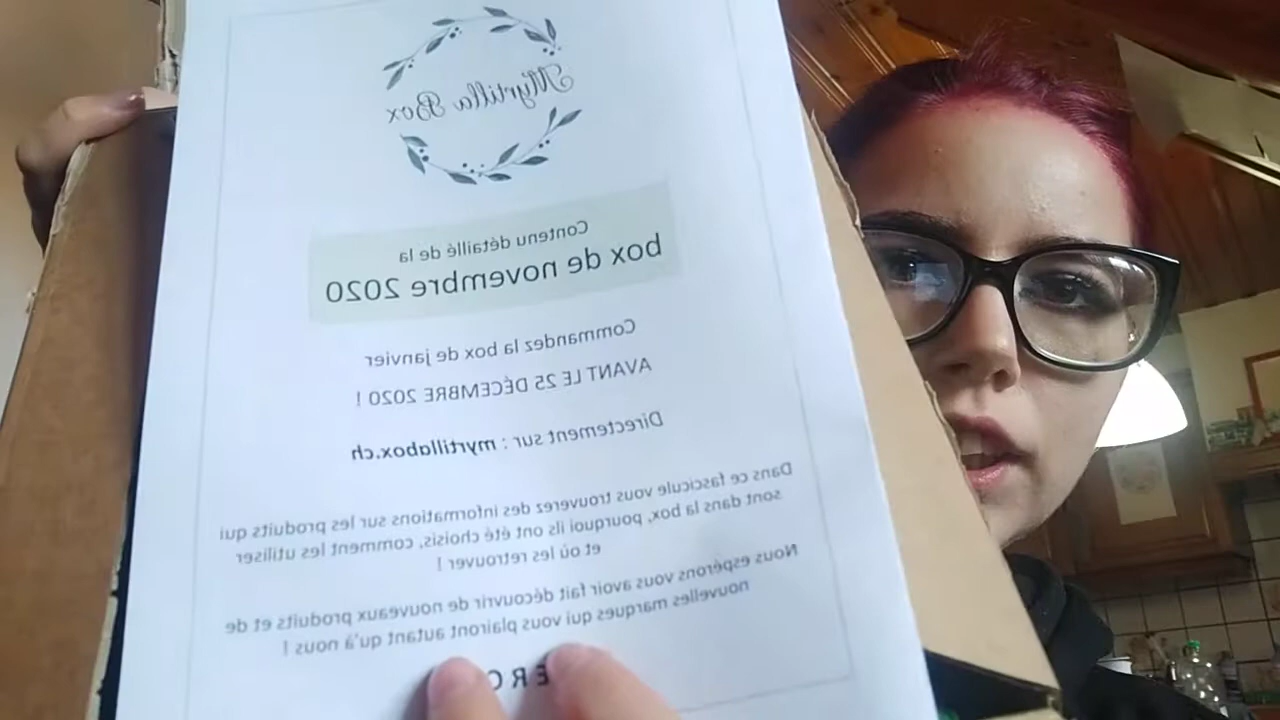 Myrtilla Box
Contenu détaillé de la
box de novembre 2020
Commandez la box de janvier
AVANT LE 25 DÉCEMBRE 2020 !
Directement sur : myrtillabox.ch
Dans ce fascicule vous trouverez des informations sur les produits qui
sont dans la box, pourquoi ils ont été choisis, comment les utiliser
et où les retrouver !
Nous espérons vous avoir fait découvrir de nouveaux produits et de
nouvelles marques qui vous plairont autant qu'à nous !
ERC